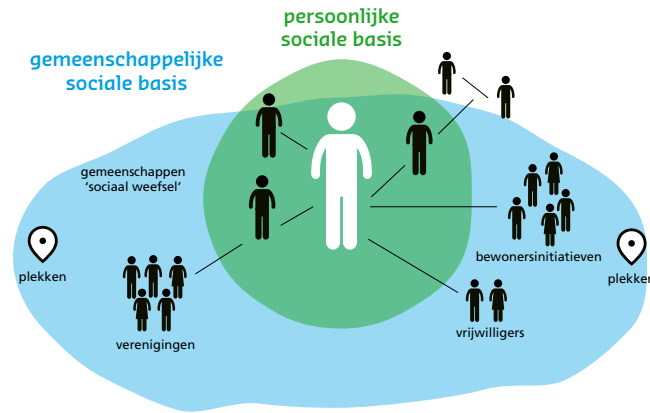 persoonlijke
sociale basis
gemeenschappelijke
sociale basis
gemeenschappen
'sociaal weefsel'
plekken
bewonersinitiatieven
plekken
verenigingen
vrijwilligers